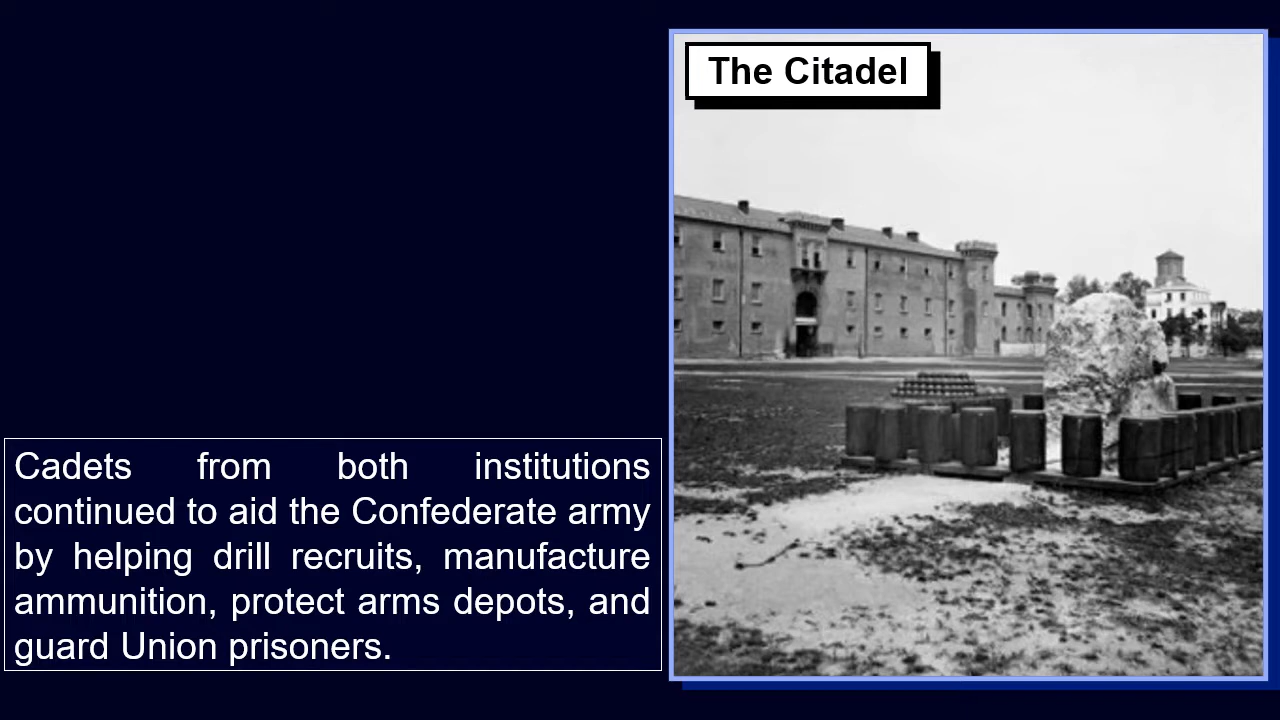 The Citadel
Cadets from both institutions
continued to aid the Confederate army
by helping drill recruits, manufacture
ammunition, protect arms depots, and
guard Union prisoners.